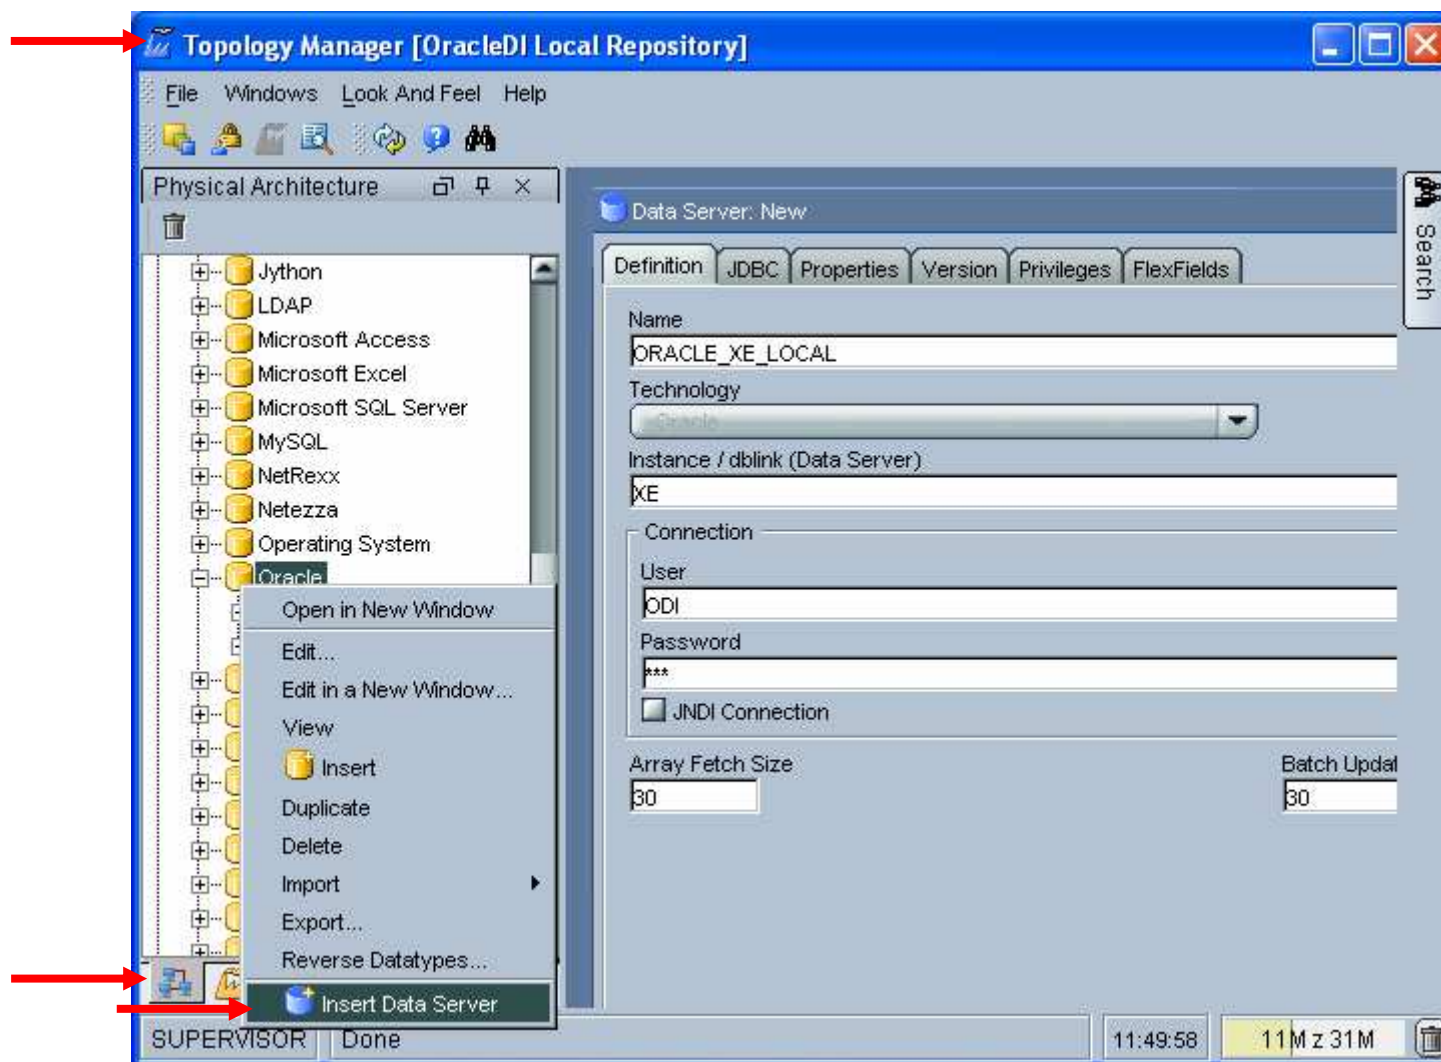 Topology Manager [OracleDI Local Repository]
File Windows Look And Feel Help
Physical Architecture
Jython
LDAP
Microsoft Access
Microsoft Excel
Microsoft SQL Server
MySQL
NetRexx
Netezza
Operating System
Oracle
Open in New Window
Edit...
Edit in a New Window...
View
Insert
Duplicate
Delete
Import
Export...
Reverse Datatypes...
Insert Data Server
Data Server: New
Definition JDBC Properties Version Privileges FlexFields
Name
ORACLE_XE_LOCAL
Technology
Oracle
Instance / dblink (Data Server)
XE
Connection
User
ODI
Password
***
JNDI Connection
Array Fetch Size
30
Batch Updat
30
Search
SUPERVISOR Done 11:49:58 11M z 31M